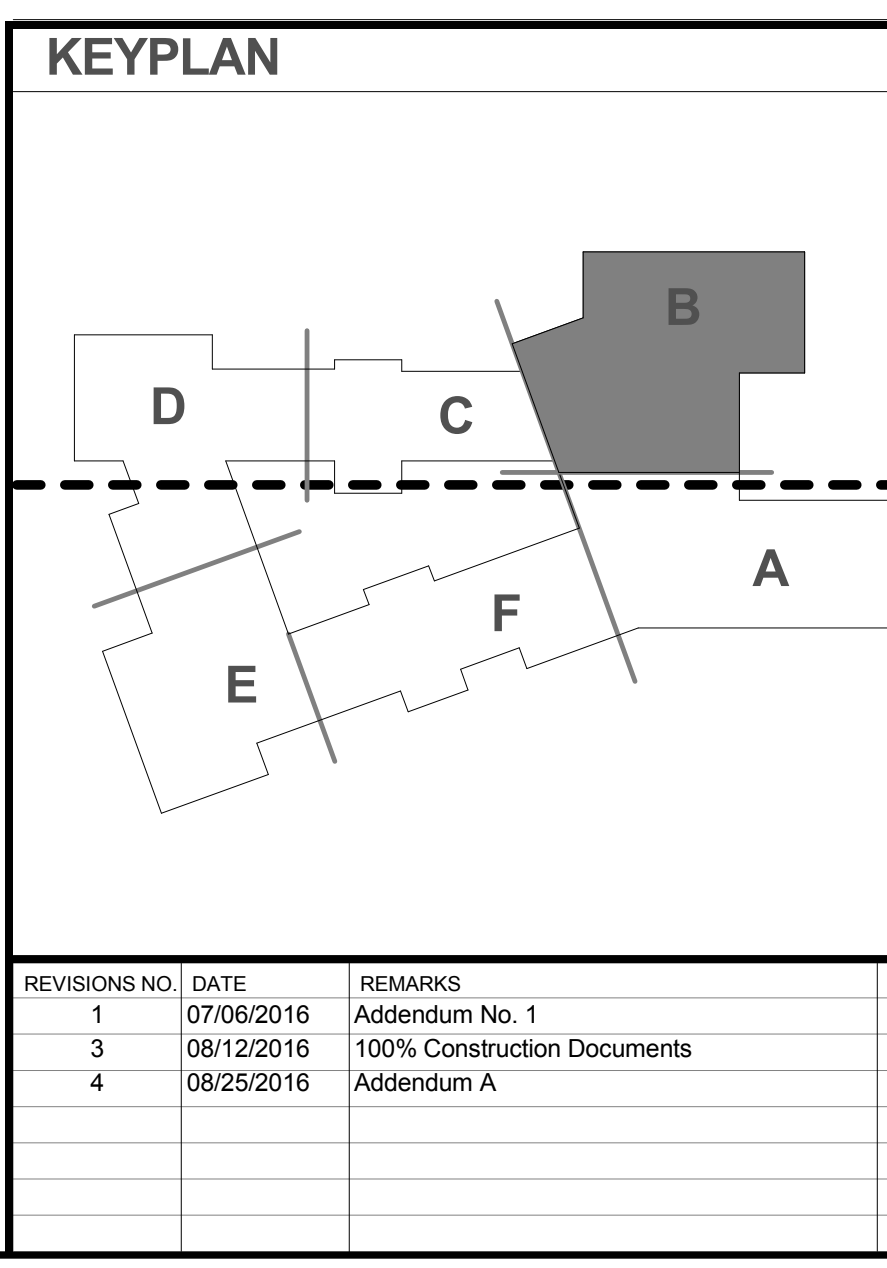 KEYPLAN
B
D
C
A
F
E
REVISIONS NO. DATE REMARKS
1 07/06/2016 Addendum No. 1
3 08/12/2016 100% Construction Documents
4 08/25/2016 Addendum A